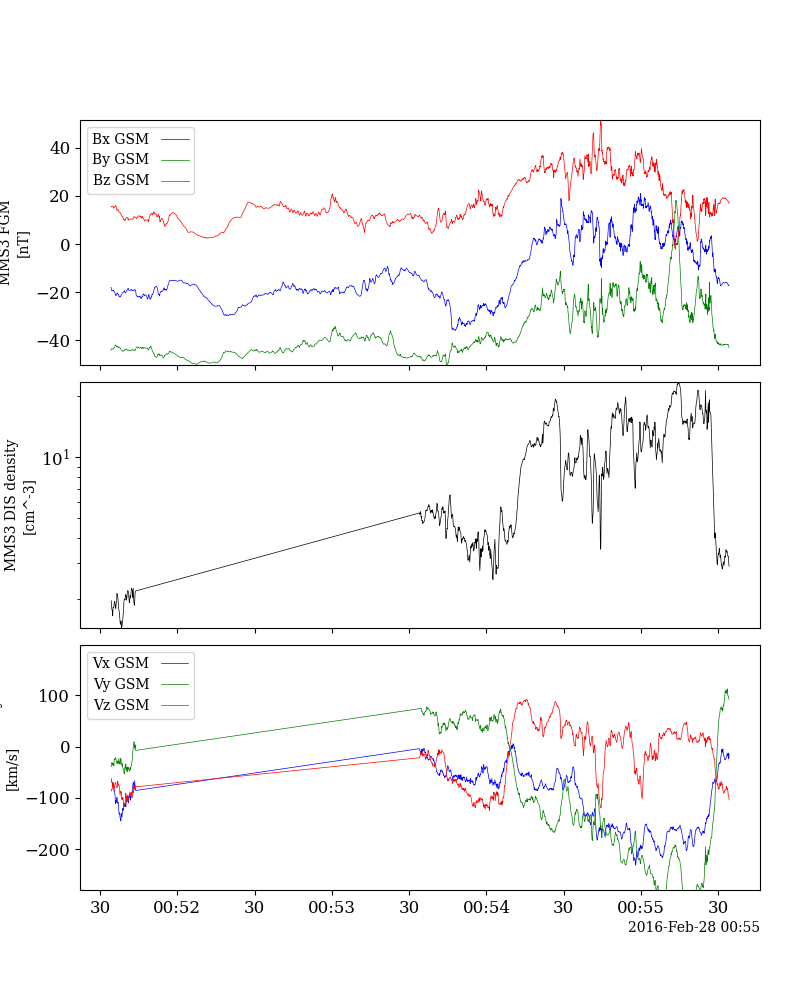 MMS3 FGM
[nT]
40
20
0
−20
−40
Bx GSM
By GSM
Bz GSM
MMS3 DIS density
[cm^-3]
10^1
[km/s]
100
0
−100
−200
Vx GSM
Vy GSM
Vz GSM
30 00:52 30 00:53 30 00:54 30 00:55 30
2016-Feb-28 00:55